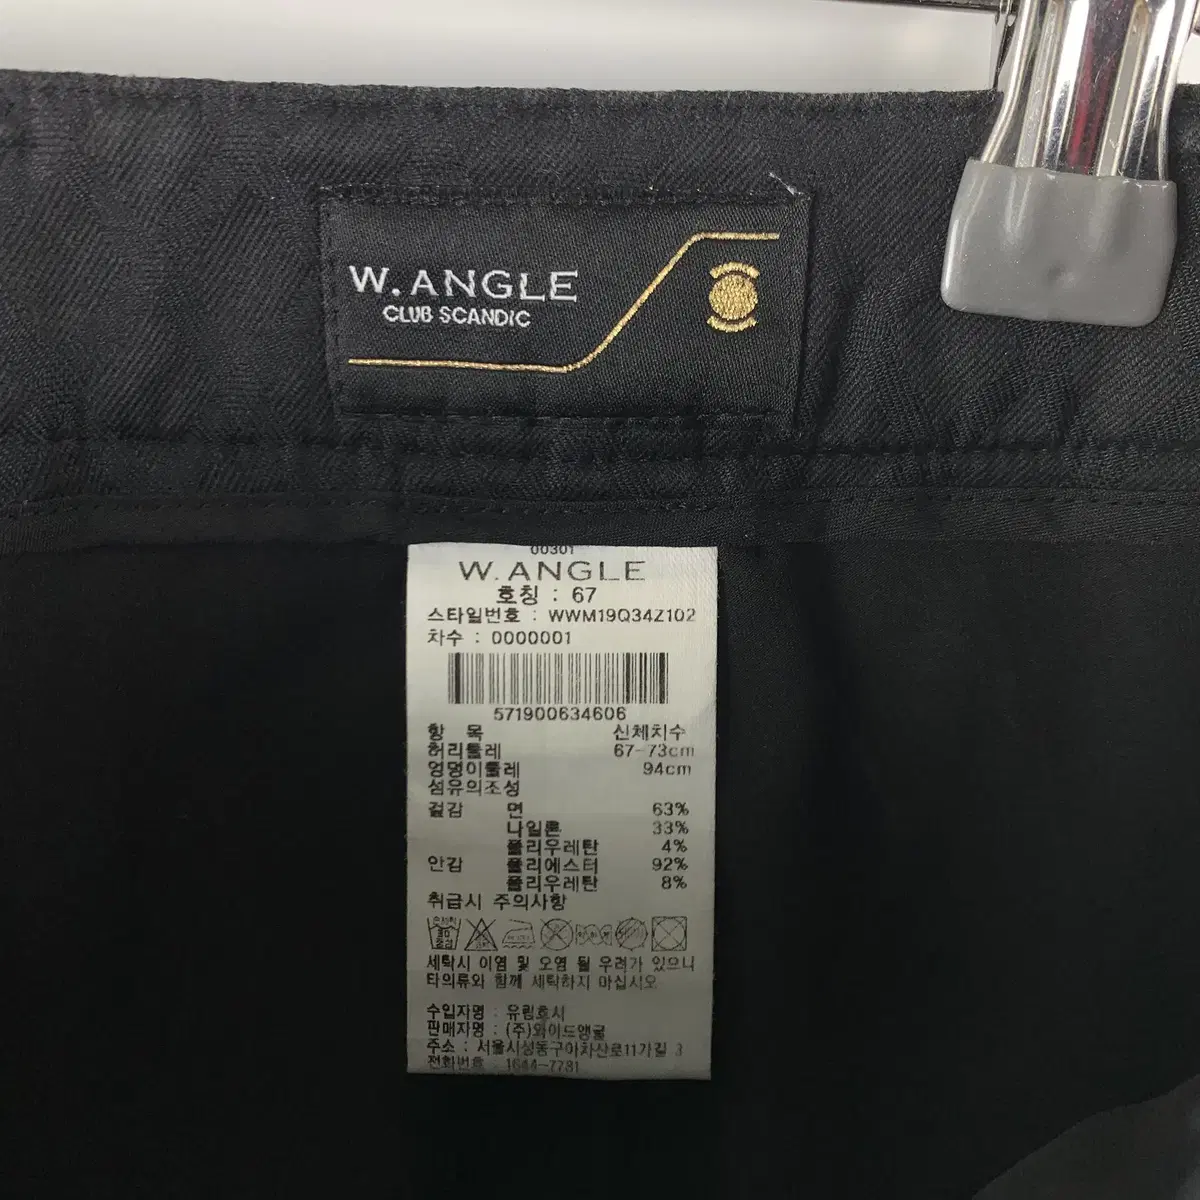 W.ANGLE
CLUB SCANDIC
00301
W.ANGLE
호칭 : 67
스타일번호 : WWM19Q34Z102
차수 : 0000001
571900634606
항 목 신체치수
허리둘레 67-73cm
엉덩이둘레 94cm
섬유의조성
겉감 면 63%
나일론 33%
폴리우레탄 4%
안감 폴리에스터 92%
폴리우레탄 8%
취급시 주의사항
세탁시 이염 및 오염 될 우려가 있으니
타의류와 함께 세탁하지 마십시오
수입자명 : 유림호시
판매자명 : (주)와이드앵글
주소 : 서울시성동구아차산로11가길 3
전화번호 : 1644-7781